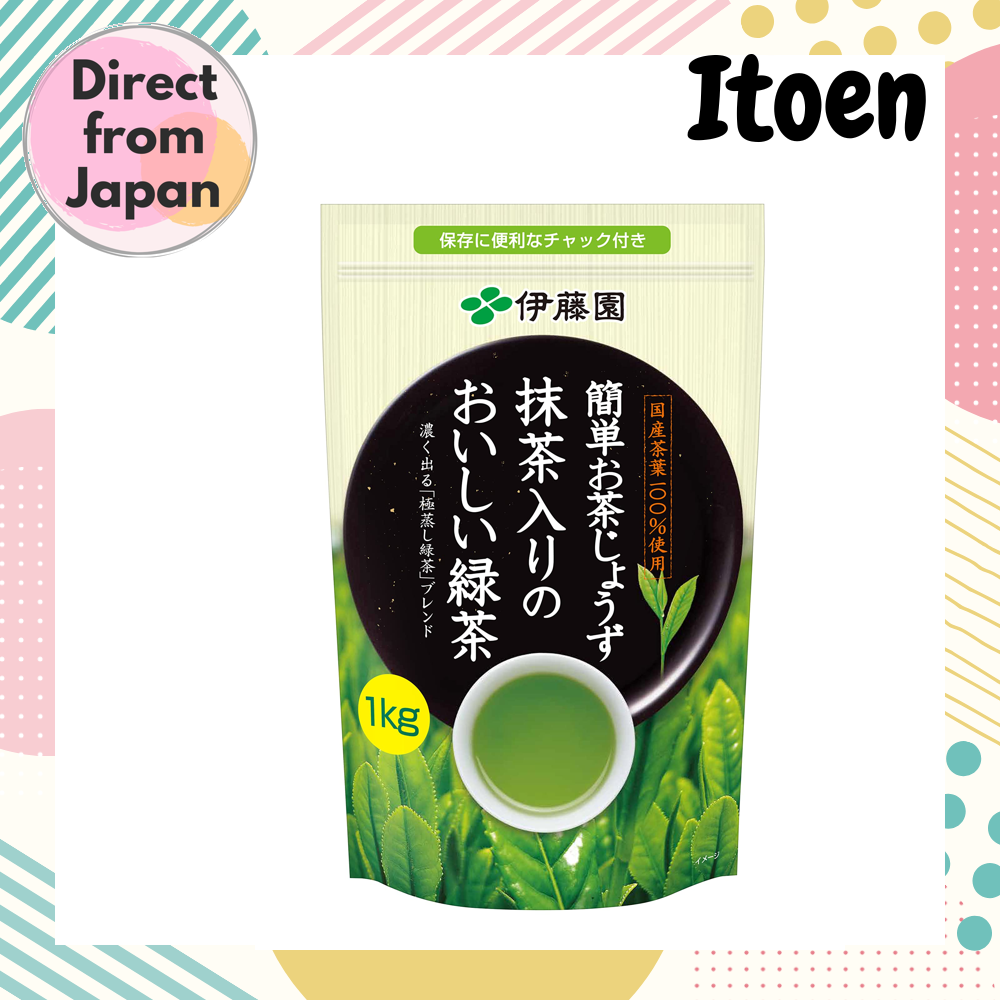 Direct
from
Japan
Itoen
保存に便利なチャック付き
伊藤園
国産茶葉一〇〇％使用
簡単お茶じょうず
抹茶入りの
おいしい緑茶
濃く出る「極蒸し緑茶」ブレンド
1kg
イメージ